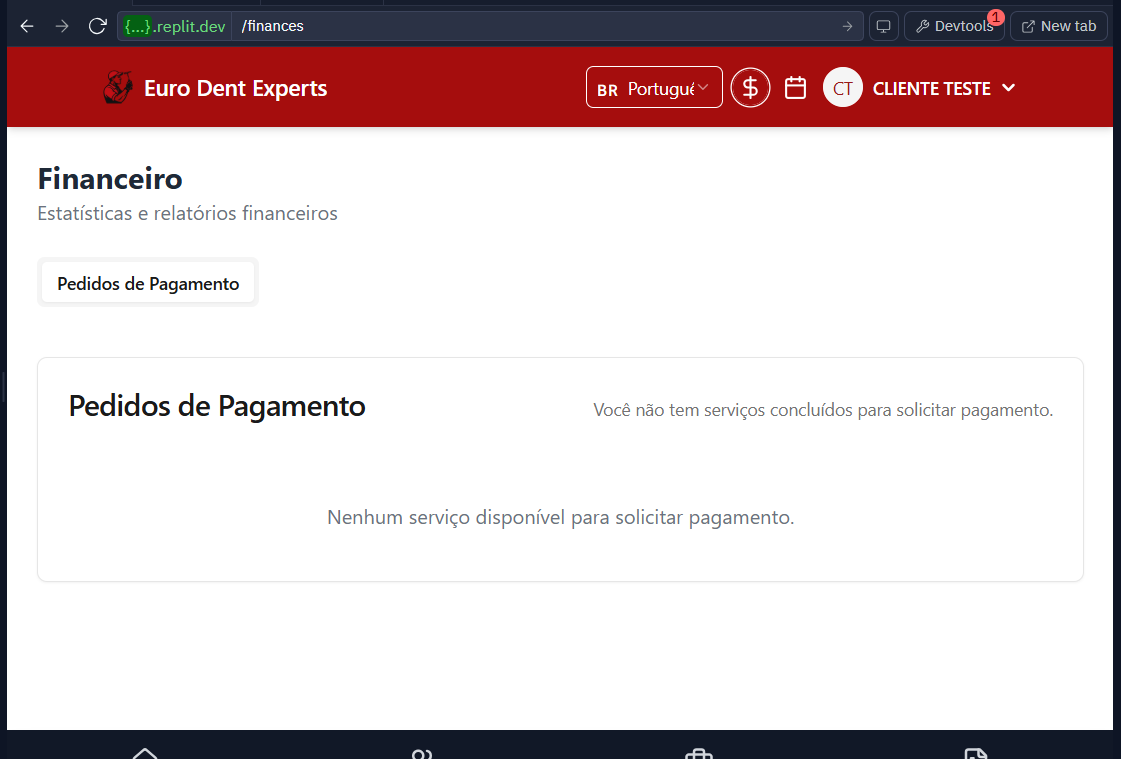 {...}.replit.dev /finances
Devtools 1
New tab
Euro Dent Experts
BR Portugué
CT CLIENTE TESTE
Financeiro
Estatísticas e relatórios financeiros
Pedidos de Pagamento
Pedidos de Pagamento
Você não tem serviços concluídos para solicitar pagamento.
Nenhum serviço disponível para solicitar pagamento.